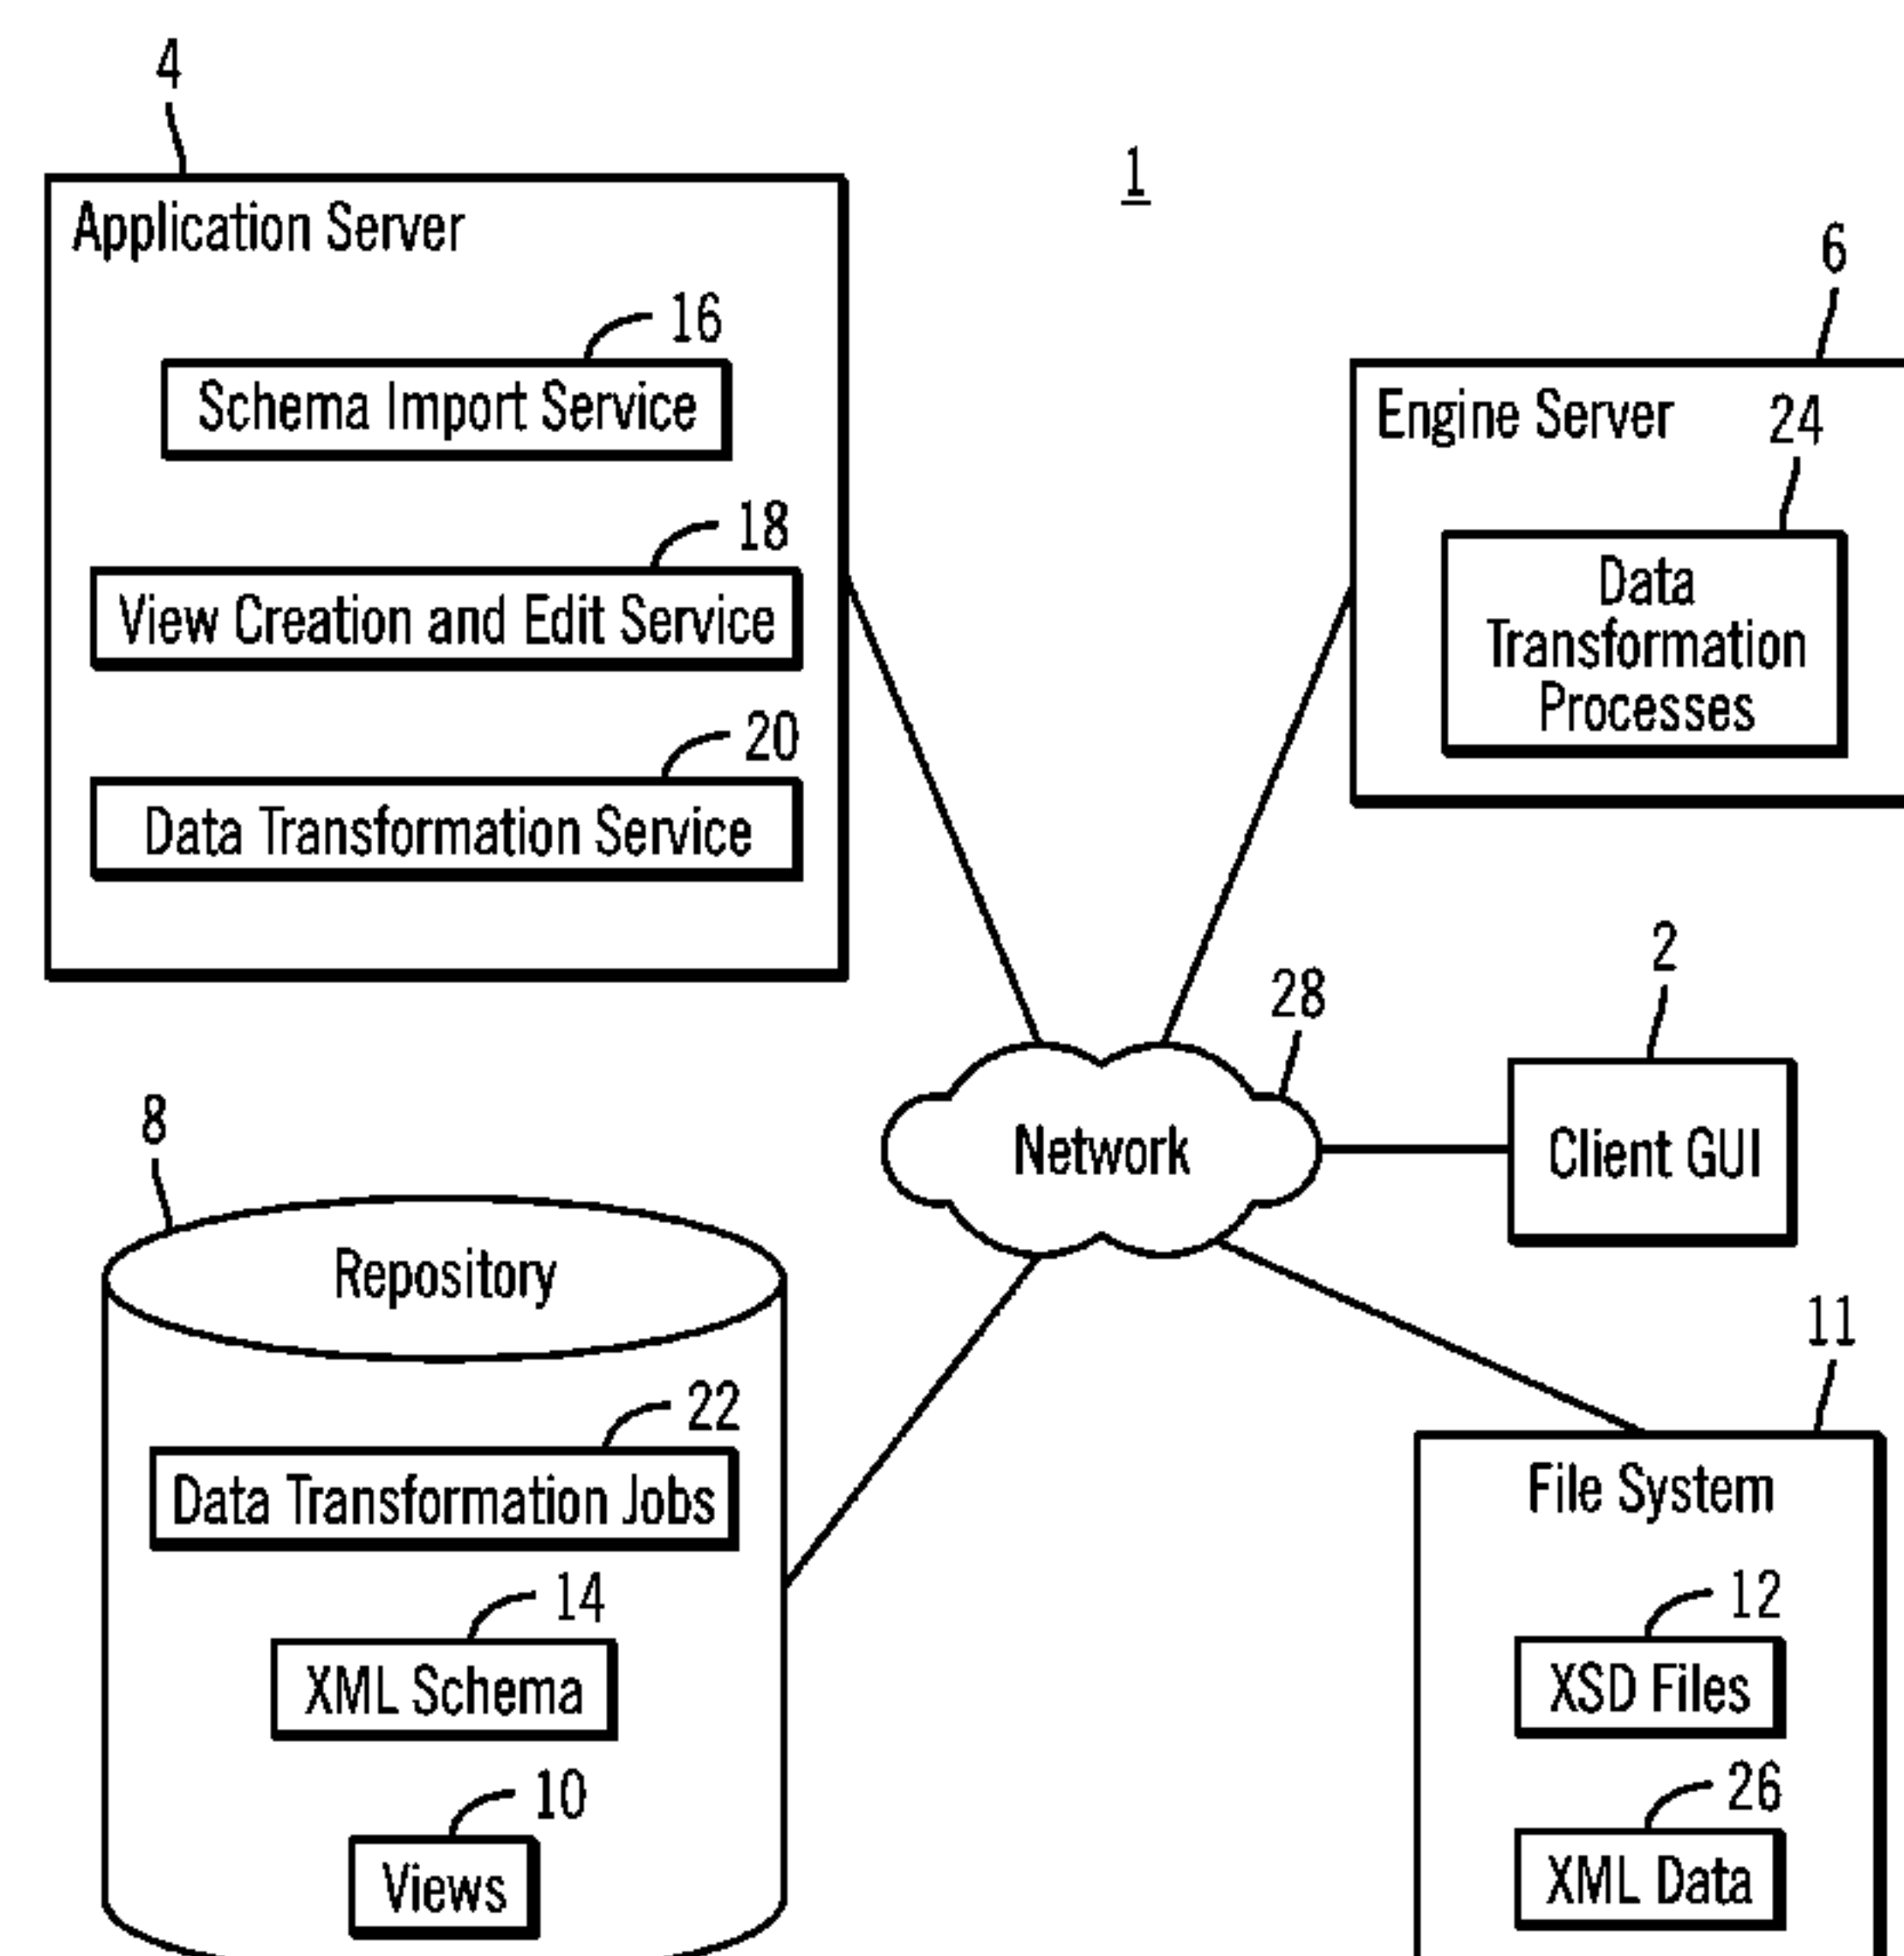 4
1
Application Server
16
Schema Import Service
18
View Creation and Edit Service
20
Data Transformation Service
6
Engine Server
24
Data
Transformation
Processes
28
Network
2
Client GUI
8
Repository
22
Data Transformation Jobs
14
XML Schema
10
Views
11
File System
12
XSD Files
26
XML Data